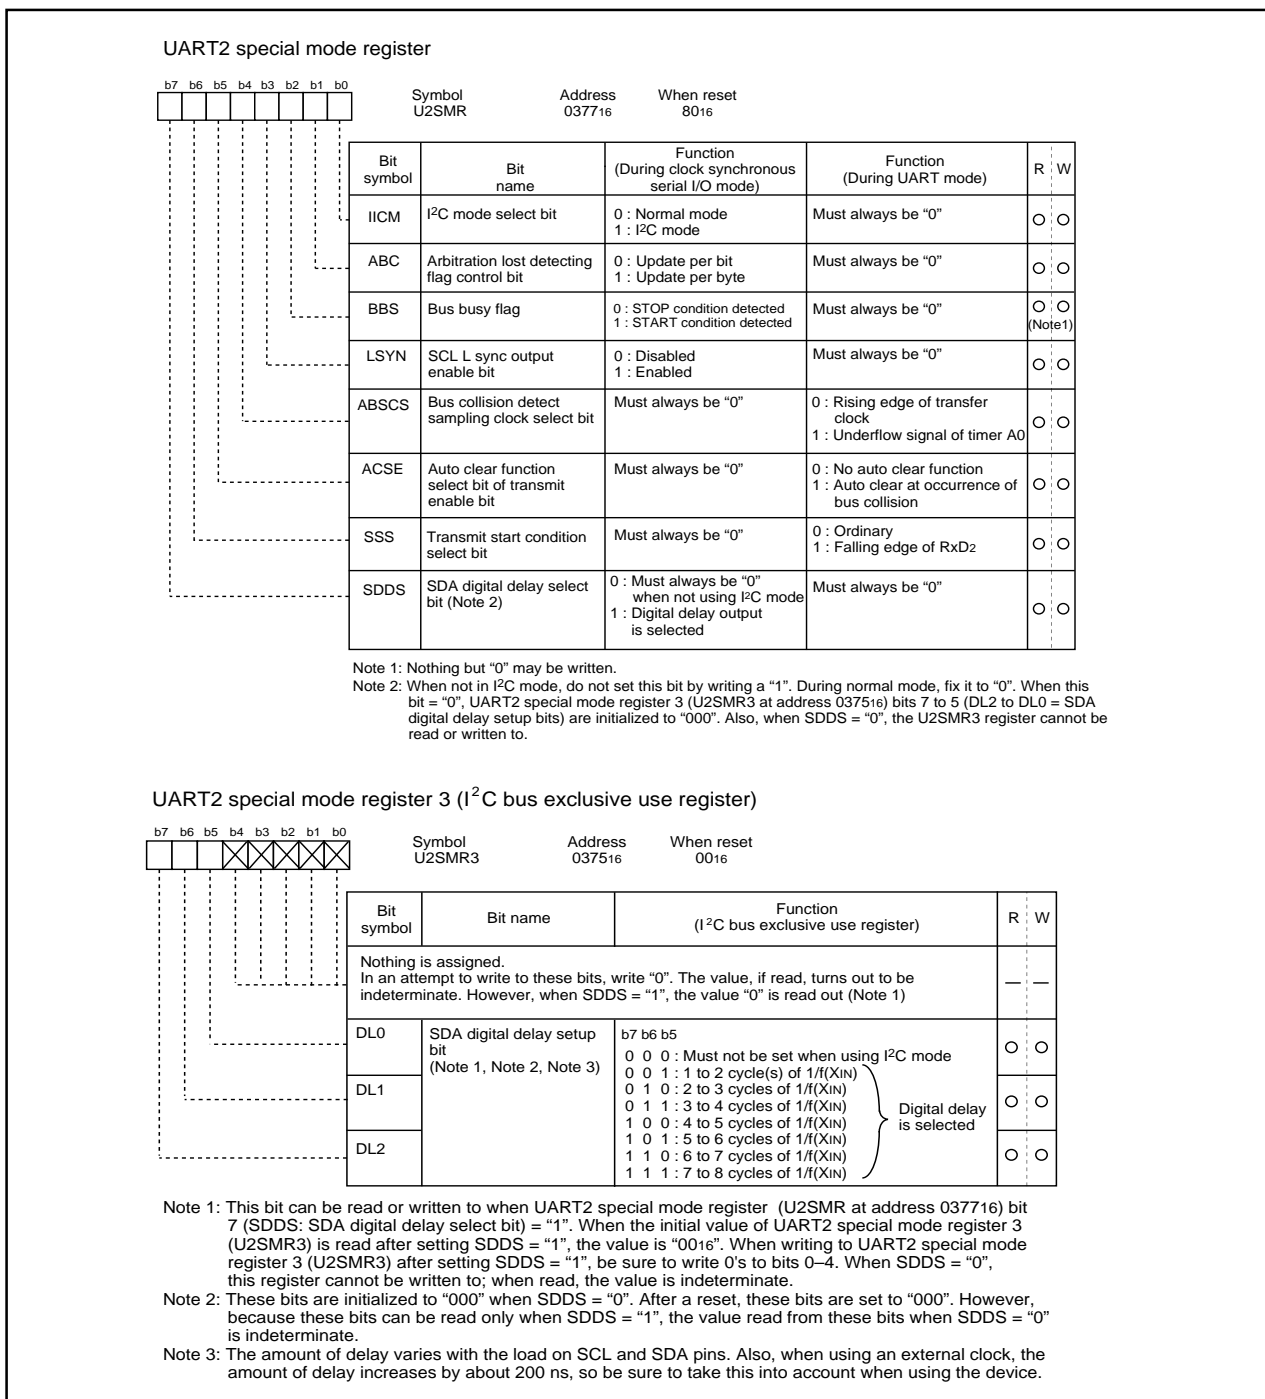 UART2 special mode register
b7 b6 b5 b4 b3 b2 b1 b0
Symbol Address When reset
U2SMR 037716 8016
Bit symbol Bit name Function (During clock synchronous serial I/O mode) Function (During UART mode) R W
IICM I2C mode select bit 0 : Normal mode Must always be “0”
1 : I2C mode
ABC Arbitration lost detecting 0 : Update per bit Must always be “0”
flag control bit 1 : Update per byte
BBS Bus busy flag 0 : STOP condition detected Must always be “0”
1 : START condition detected (Note1)
LSYN SCL L sync output 0 : Disabled Must always be “0”
enable bit 1 : Enabled
ABSCS Bus collision detect Must always be “0” 0 : Rising edge of transfer
sampling clock select bit clock
1 : Underflow signal of timer A0
ACSE Auto clear function Must always be “0” 0 : No auto clear function
select bit of transmit 1 : Auto clear at occurrence of
enable bit bus collision
SSS Transmit start condition Must always be “0” 0 : Ordinary
select bit 1 : Falling edge of RxD2
SDDS SDA digital delay select 0 : Must always be “0” Must always be “0”
bit (Note 2) when not using I2C mode
1 : Digital delay output
is selected
Note 1: Nothing but “0” may be written.
Note 2: When not in I2C mode, do not set this bit by writing a “1”. During normal mode, fix it to “0”. When this
bit = “0”, UART2 special mode register 3 (U2SMR3 at address 037516) bits 7 to 5 (DL2 to DL0 = SDA
digital delay setup bits) are initialized to “000”. Also, when SDDS = “0”, the U2SMR3 register cannot be
read or written to.
UART2 special mode register 3 (I2C bus exclusive use register)
b7 b6 b5 b4 b3 b2 b1 b0
Symbol Address When reset
U2SMR3 037516 0016
Bit symbol Bit name Function (I2C bus exclusive use register) R W
Nothing is assigned.
In an attempt to write to these bits, write “0”. The value, if read, turns out to be
indeterminate. However, when SDDS = “1”, the value “0” is read out (Note 1) — —
DL0 SDA digital delay setup b7 b6 b5
bit 0 0 0 : Must not be set when using I2C mode
(Note 1, Note 2, Note 3) 0 0 1 : 1 to 2 cycle(s) of 1/f(XIN)
DL1 0 1 0 : 2 to 3 cycles of 1/f(XIN)
0 1 1 : 3 to 4 cycles of 1/f(XIN) Digital delay
1 0 0 : 4 to 5 cycles of 1/f(XIN) is selected
DL2 1 0 1 : 5 to 6 cycles of 1/f(XIN)
1 1 0 : 6 to 7 cycles of 1/f(XIN)
1 1 1 : 7 to 8 cycles of 1/f(XIN)
Note 1: This bit can be read or written to when UART2 special mode register (U2SMR at address 037716) bit
7 (SDDS: SDA digital delay select bit) = “1”. When the initial value of UART2 special mode register 3
(U2SMR3) is read after setting SDDS = “1”, the value is “0016”. When writing to UART2 special mode
register 3 (U2SMR3) after setting SDDS = “1”, be sure to write 0’s to bits 0–4. When SDDS = “0”,
this register cannot be written to; when read, the value is indeterminate.
Note 2: These bits are initialized to “000” when SDDS = “0”. After a reset, these bits are set to “000”. However,
because these bits can be read only when SDDS = “1”, the value read from these bits when SDDS = “0”
is indeterminate.
Note 3: The amount of delay varies with the load on SCL and SDA pins. Also, when using an external clock, the
amount of delay increases by about 200 ns, so be sure to take this into account when using the device.